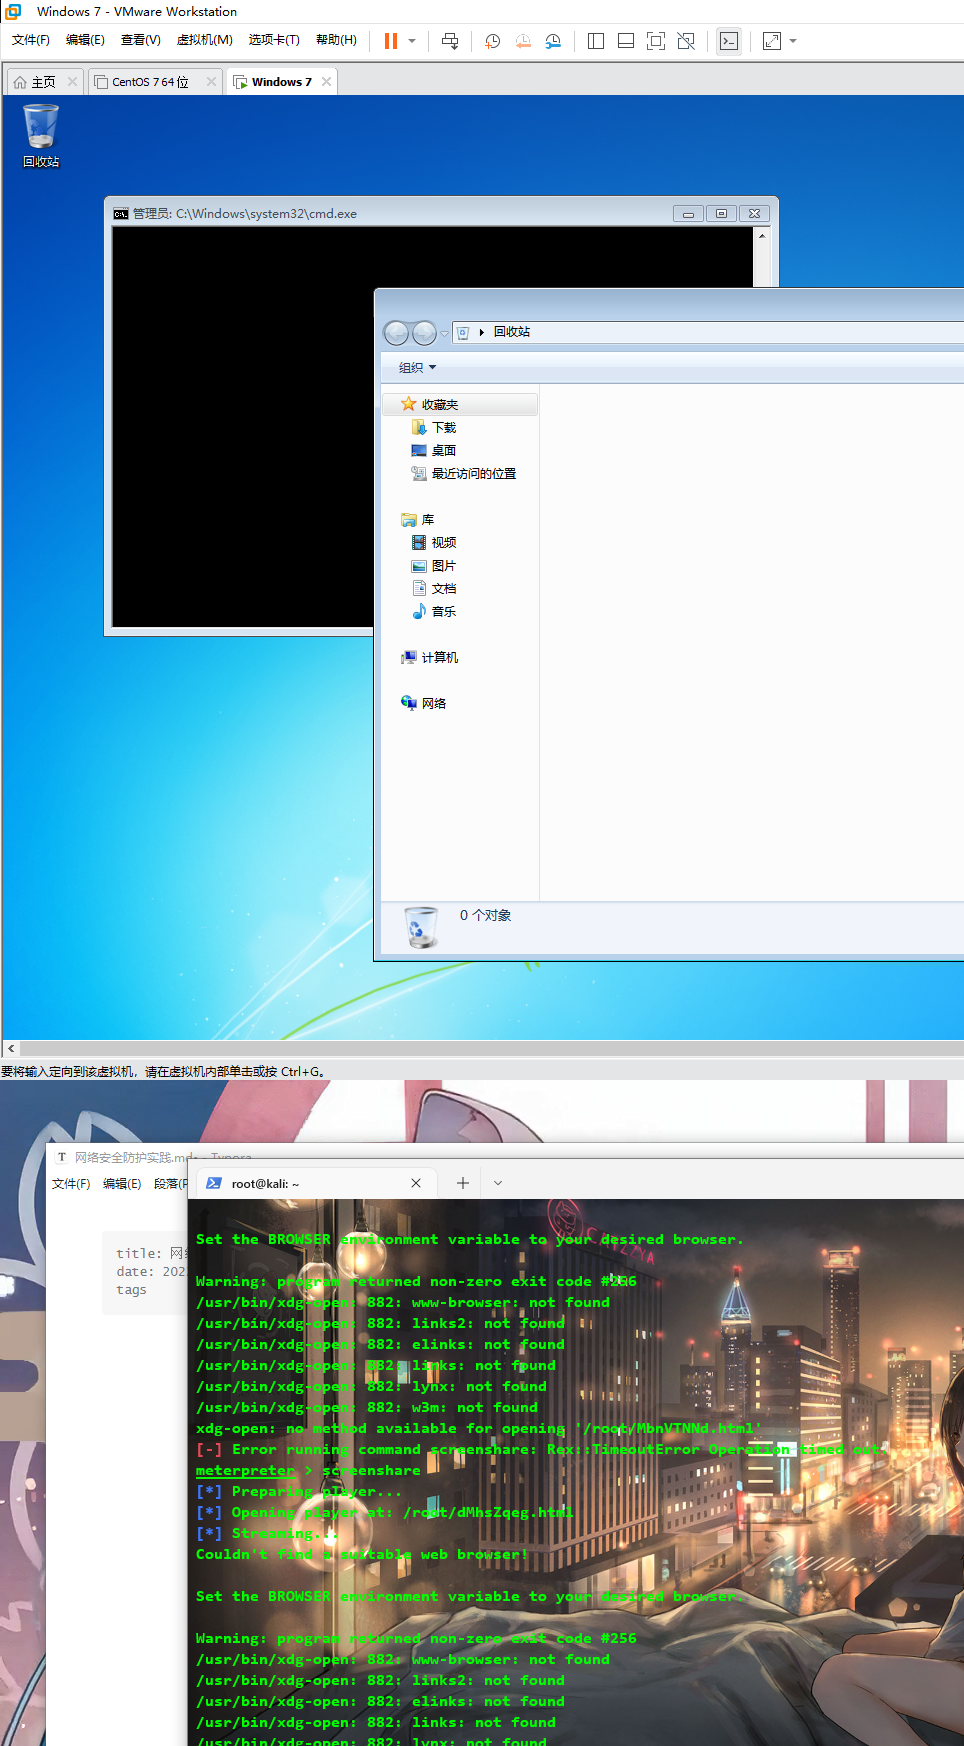 Windows 7 - VMware Workstation
文件(F) 编辑(E) 查看(V) 虚拟机(M) 选项卡(T) 帮助(H)
主页 CentOS 7 64 位 Windows 7
回收站
管理员: C:\Windows\system32\cmd.exe
回收站
组织
收藏夹
下载
桌面
最近访问的位置
库
视频
图片
文档
音乐
计算机
网络
0 个对象
要将输入定向到该虚拟机，请在虚拟机内部单击或按 Ctrl+G。
网络安全防护实践.md - Typora
文件(F) 编辑(E) 段落(P
root@kali: ~
title: 网
date: 202
tags
Set the BROWSER environment variable to your desired browser.
Warning: program returned non-zero exit code #256
/usr/bin/xdg-open: 882: www-browser: not found
/usr/bin/xdg-open: 882: links2: not found
/usr/bin/xdg-open: 882: elinks: not found
/usr/bin/xdg-open: 882: links: not found
/usr/bin/xdg-open: 882: lynx: not found
/usr/bin/xdg-open: 882: w3m: not found
xdg-open: no method available for opening '/root/MbnVTNNd.html'
[-] Error running command screenshare: Rex::TimeoutError Operation timed out.
meterpreter > screenshare
[*] Preparing player...
[*] Opening player at: /root/dMhsZqeg.html
[*] Streaming...
Couldn't find a suitable web browser!
Set the BROWSER environment variable to your desired browser.
Warning: program returned non-zero exit code #256
/usr/bin/xdg-open: 882: www-browser: not found
/usr/bin/xdg-open: 882: links2: not found
/usr/bin/xdg-open: 882: elinks: not found
/usr/bin/xdg-open: 882: links: not found
/usr/bin/xdg-open: 882: lynx: not found